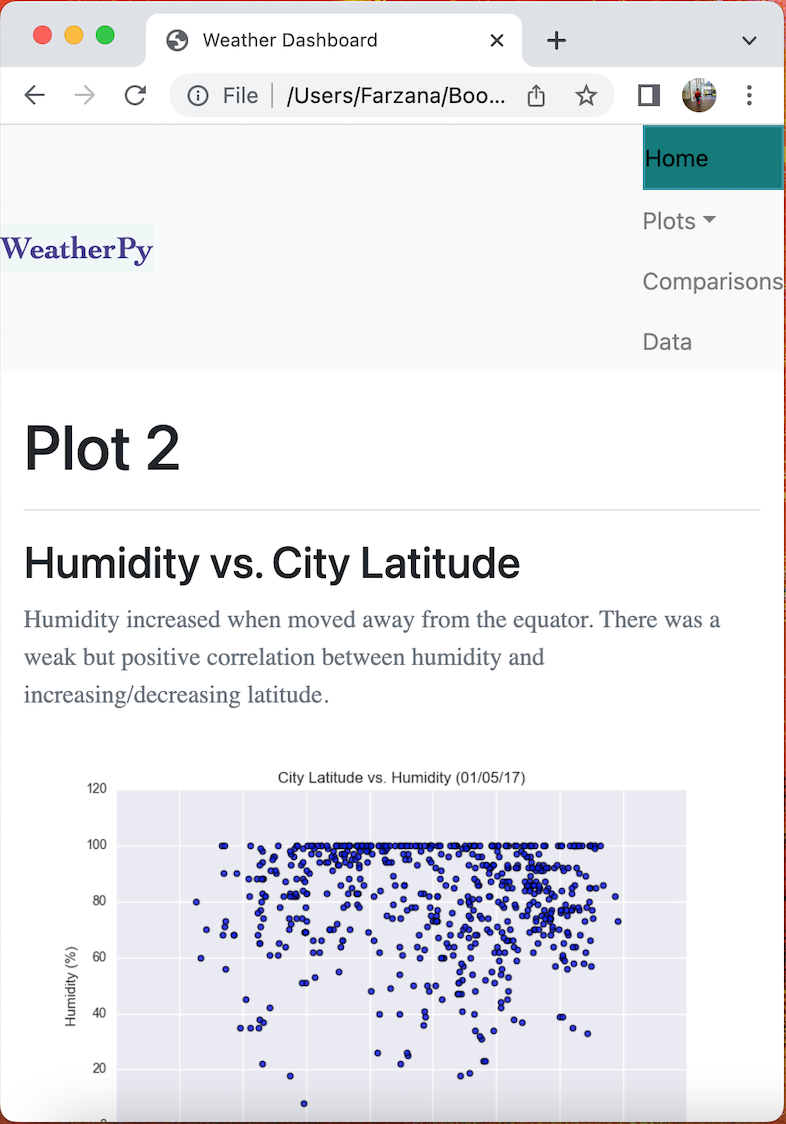 Weather Dashboard
File
/Users/Farzana/Boo...
Home
WeatherPy
Plots
Comparisons
Data
Plot 2
Humidity vs. City Latitude
Humidity increased when moved away from the equator. There was a
weak but positive correlation between humidity and
increasing/decreasing latitude.
City Latitude vs. Humidity (01/05/17)
120
100
80
60
40
20
Humidity (%)